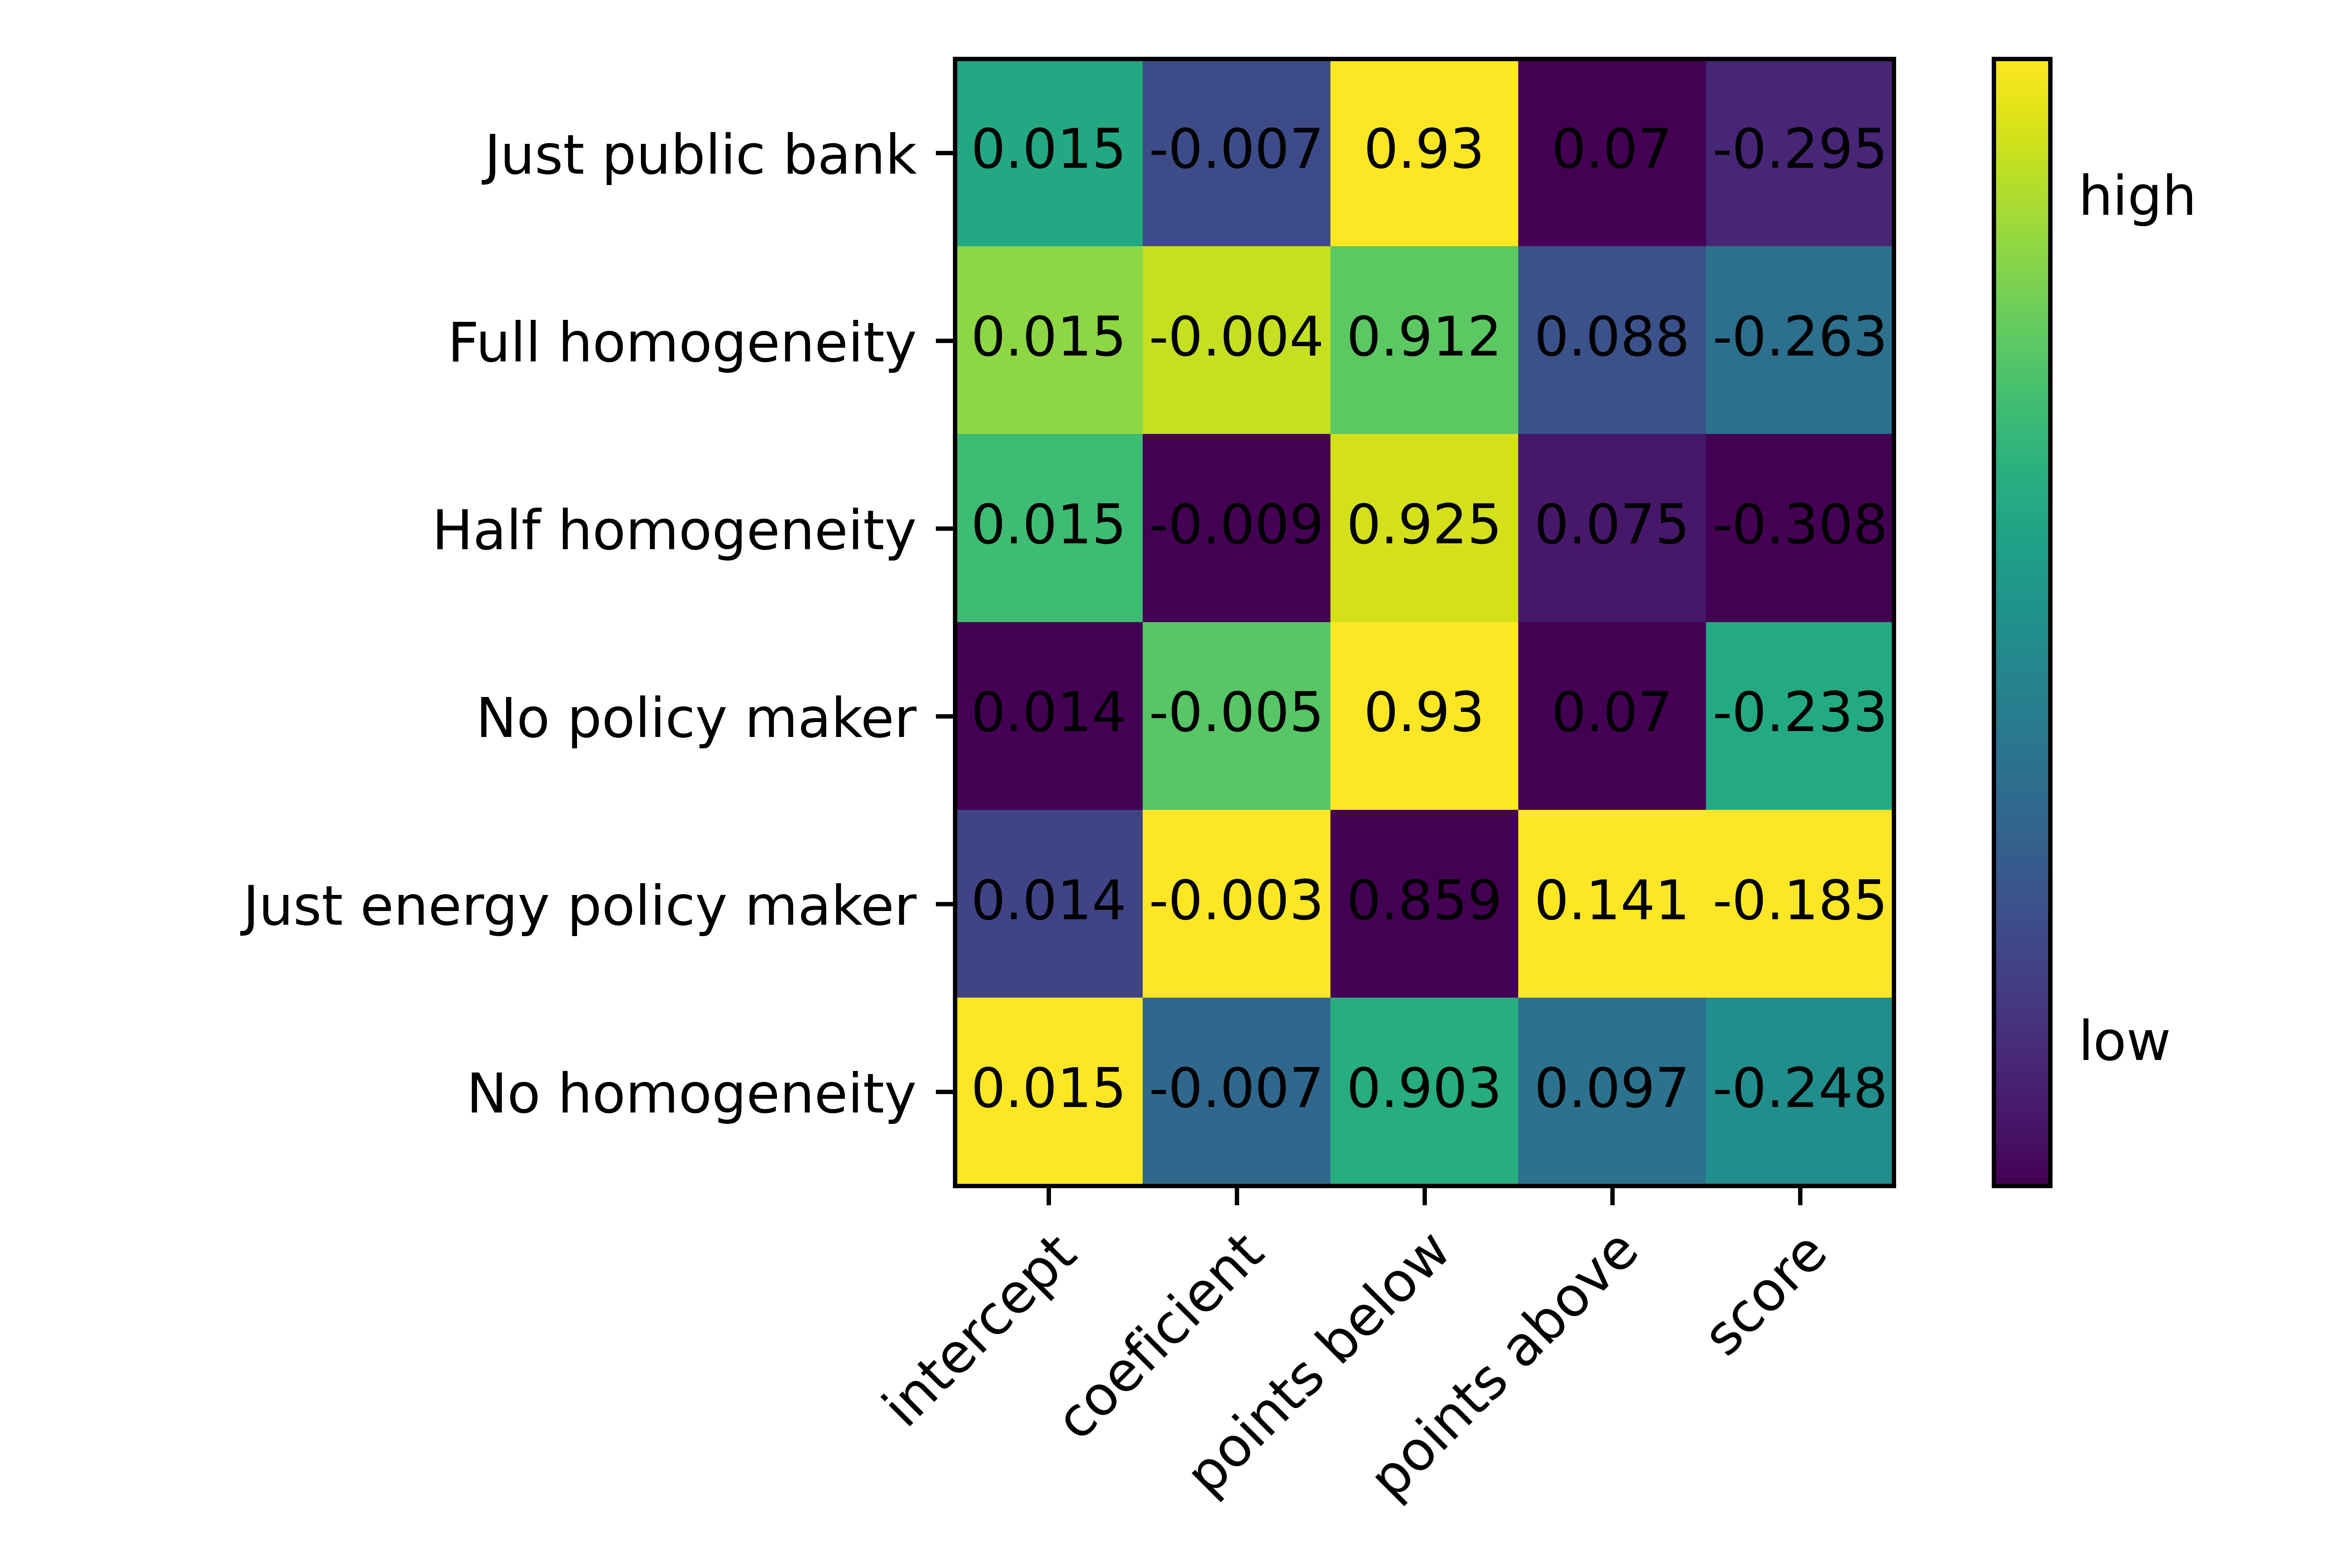 Just public bank 0.015 -0.007 0.93 0.07 -0.295
high
Full homogeneity 0.015 -0.004 0.912 0.088 -0.263
Half homogeneity 0.015 -0.009 0.925 0.075 -0.308
No policy maker 0.014 -0.005 0.93 0.07 -0.233
Just energy policy maker 0.014 -0.003 0.859 0.141 -0.185
low
No homogeneity 0.015 -0.007 0.903 0.097 -0.248
intercept
coeficient
points below
points above
score